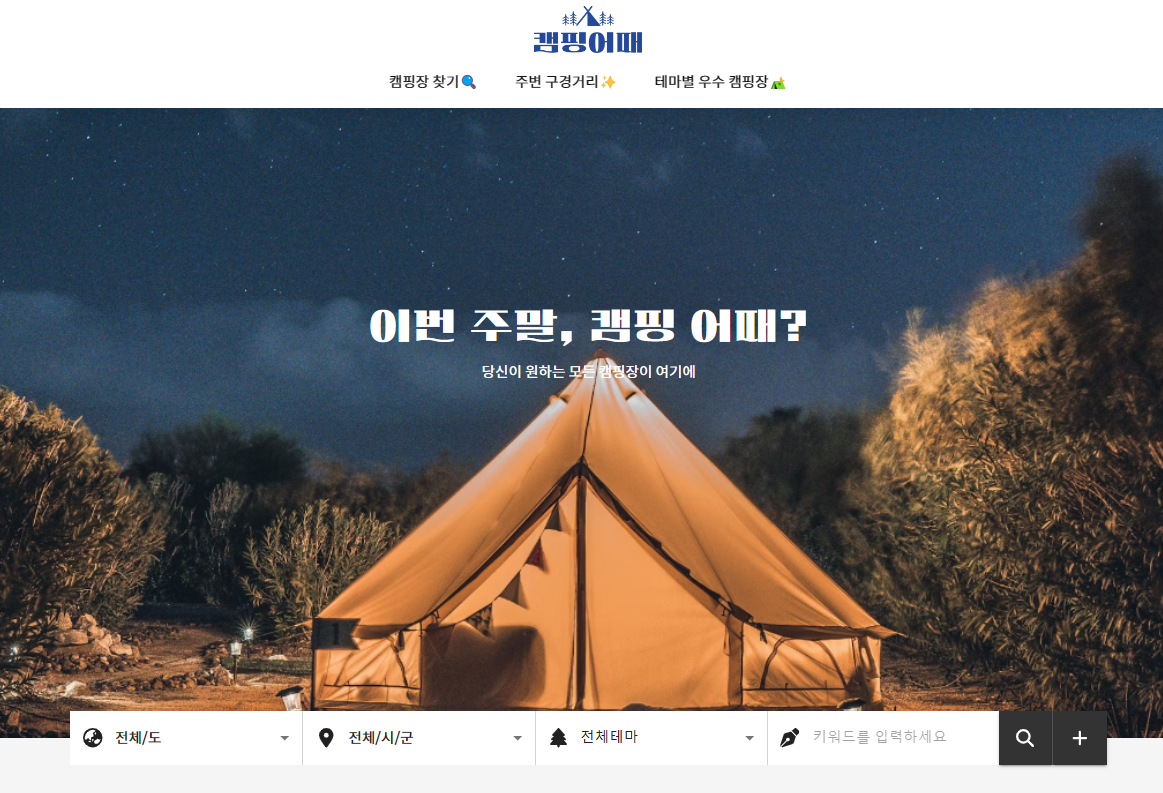 캠핑어때
캠핑장 찾기🔍 주변 구경거리✨ 테마별 우수 캠핑장🏕️
이번 주말, 캠핑 어때?
당신이 원하는 모든 캠핑장이 여기에
1
전체/도 전체/시/군 전체테마 키워드를 입력하세요